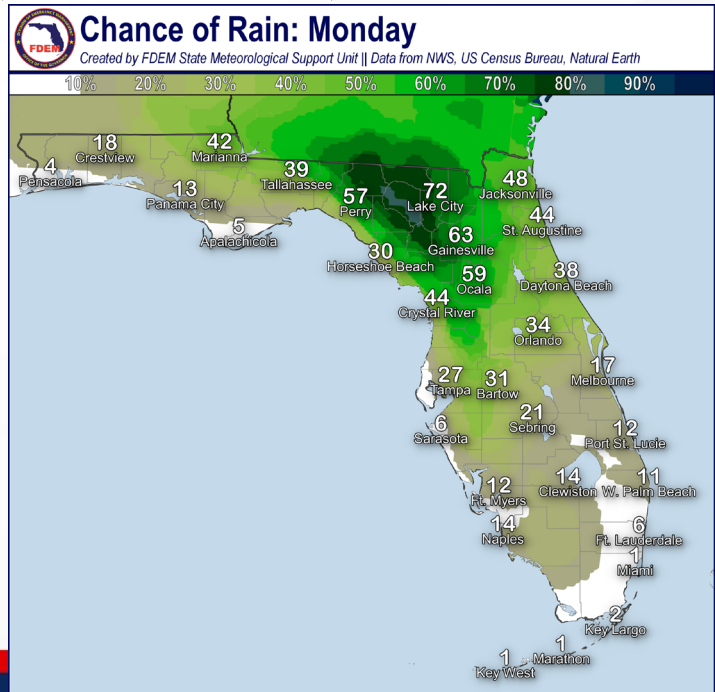 FDEM
Chance of Rain: Monday
Created by FDEM State Meteorological Support Unit || Data from NWS, US Census Bureau, Natural Earth
10% 20% 30% 40% 50% 60% 70% 80% 90%
18
Crestview
42
Marianna
4
Pensacola
39
Tallahassee
13
Panama City
57
Perry
72
Lake City
48
Jacksonville
5
Apalachicola
44
St. Augustine
63
Gainesville
30
Horseshoe Beach
59
Ocala
38
Daytona Beach
44
Crystal River
34
Orlando
27
Tampa
31
Bartow
17
Melbourne
21
Sebring
6
Sarasota
12
Port St. Lucie
12
Ft. Myers
14
Clewiston
11
W. Palm Beach
14
Naples
6
Ft. Lauderdale
1
Miami
2
Key Largo
1
Marathon
1
Key West